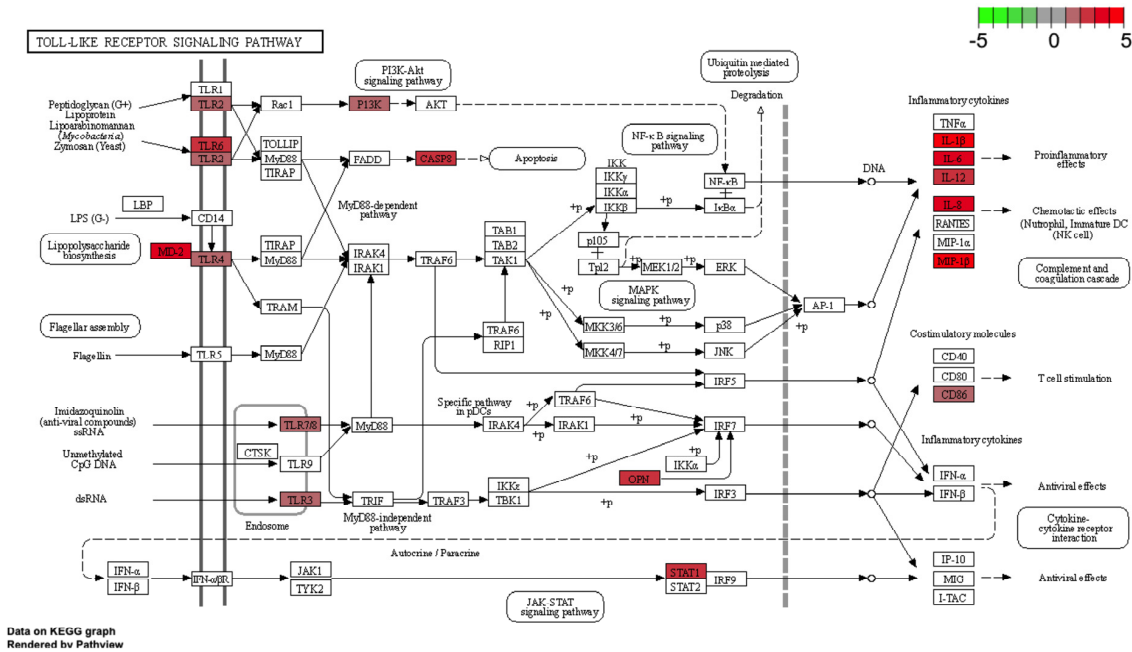 -5 0 5
TOLL-LIKE RECEPTOR SIGNALING PATHWAY
PI3K-Akt
signaling pathway
Ubiquitin mediated
proteolysis
TLR1
TLR2
Rac1
PI3K
AKT
Degradation
Peptidoglycan (G+)
Lipoprotein
Lipoarabinomannan
(Mycobacteria)
Zymosan (Yeast)
Inflammatory cytokines
TNFα
IL-1β
IL-6
IL-12
Proinflammatory
effects
TLR6
TLR2
TOLLIP
MyD88
TIRAP
FADD
CASP8
Apoptosis
NF-κB signaling
pathway
IKK
IKKγ
IKKα
IKKβ
+p
NF-κB
IκBα
DNA
MyD88-dependent
pathway
LBP
LPS (G-)
CD14
IL-8
RANTES
MIP-1α
MIP-1β
Chemotactic effects
(Nutrophil, Immature DC
(NK cell)
Lipopolysaccharide
biosynthesis
MD-2
TLR4
TIRAP
MyD88
IRAK4
IRAK1
TRAF6
TAB1
TAB2
TAK1
+p
p105
Tpl2
+p
MEK1/2
+p
ERK
Complement and
coagulation cascade
MAPK
signaling pathway
TRAM
+p
+p
AP-1
Flagellar assembly
TRAF6
RIP1
+p
MKK3/6
+p
p38
+p
MKK4/7
+p
JNK
+p
Flagellin
TLR5
MyD88
Costimulatory molecules
CD40
CD80
CD86
T cell stimulation
IRF5
Specific pathway
in pDCs
TRAF6
+p
Imidazoquinolin
(anti-viral compounds)
ssRNA
TLR7/8
MyD88
IRAK4
+p
IRAK1
+p
IRF7
Unmethylated
CpG DNA
CTSK
TLR9
IKKα
+p
+p
OPN
Inflammatory cytokines
IFN-α
IFN-β
Antiviral effects
dsRNA
TLR3
TRIF
TRAF3
IKKε
TBK1
+p
IRF3
Endosome
MyD88-independent
pathway
Cytokine-
cytokine receptor
interaction
Autocrine / Paracrine
IFN-α
IFN-β
IFN-α/βR
JAK1
TYK2
STAT1
STAT2
IRF9
JAK-STAT
signaling pathway
IP-10
MIG
I-TAC
Antiviral effects
Data on KEGG graph
Rendered by Pathview